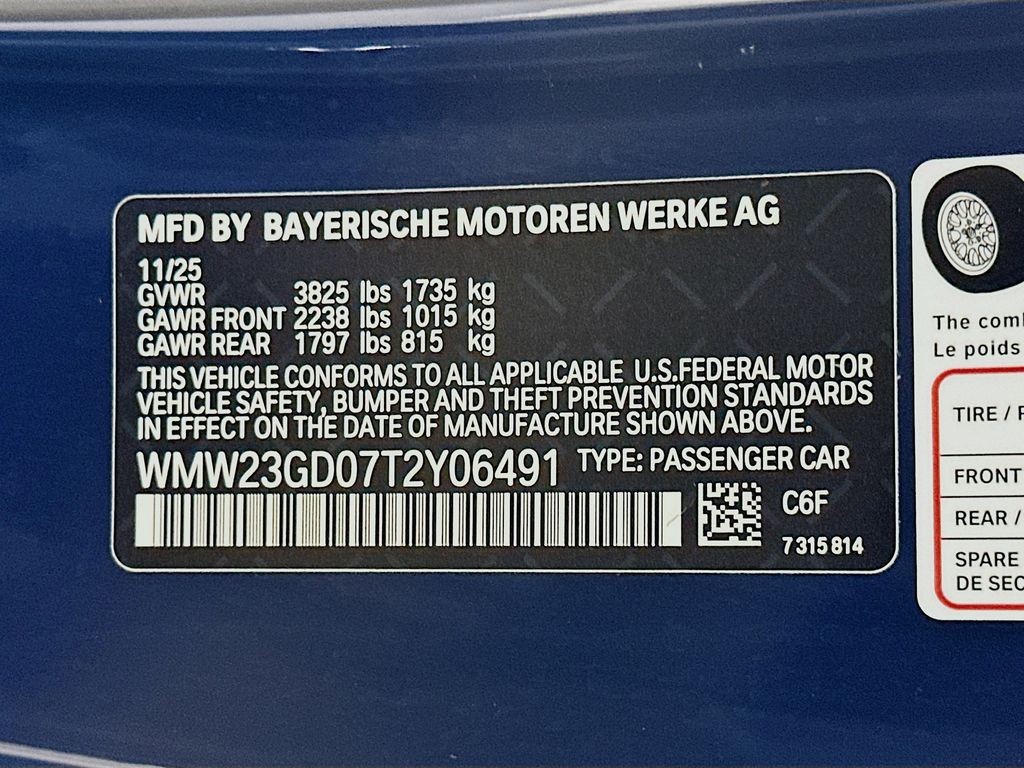 MFD BY BAYERISCHE MOTOREN WERKE AG
11/25
GVWR 3825 lbs 1735 kg
GAWR FRONT 2238 lbs 1015 kg
GAWR REAR 1797 lbs 815 kg
THIS VEHICLE CONFORMS TO ALL APPLICABLE U.S.FEDERAL MOTOR
VEHICLE SAFETY, BUMPER AND THEFT PREVENTION STANDARDS
IN EFFECT ON THE DATE OF MANUFACTURE SHOWN ABOVE.
WMW23GD07T2Y06491 TYPE: PASSENGER CAR
C6F
7 315 814
The
Le poids
TIRE /
FRONT
REAR /
SPARE
DE